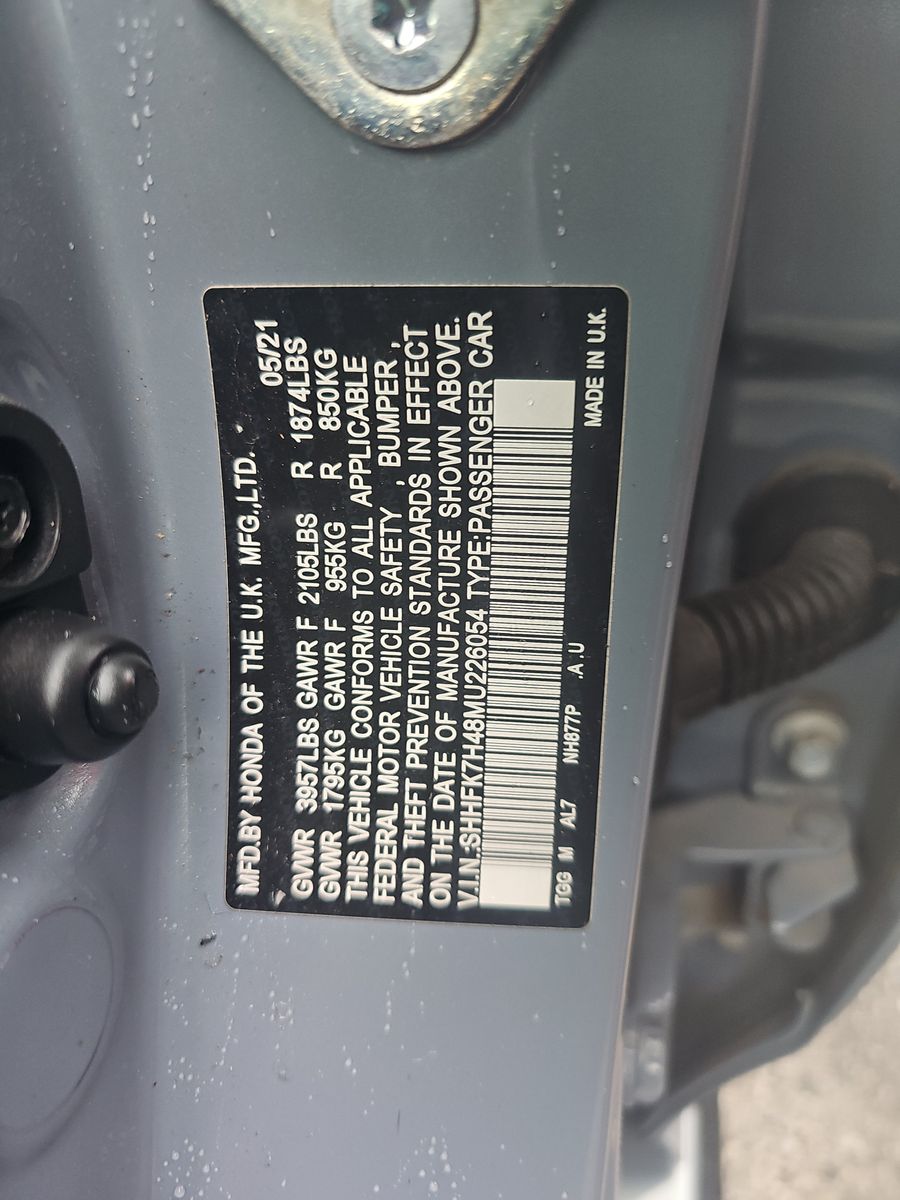 MFD.BY HONDA OF THE U.K. MFG.,LTD. 05/21
GVWR 3957LBS GAWR F 2105LBS R 1874LBS
GVWR 1795KG GAWR F 955KG R 850KG
THIS VEHICLE CONFORMS TO ALL APPLICABLE
FEDERAL MOTOR VEHICLE SAFETY , BUMPER ,
AND THEFT PREVENTION STANDARDS IN EFFECT
ON THE DATE OF MANUFACTURE SHOWN ABOVE.
V.I.N.:SHHFK7H48MU226054 TYPE:PASSENGER CAR
TGG M AL7 NH877P .A .U MADE IN U.K.